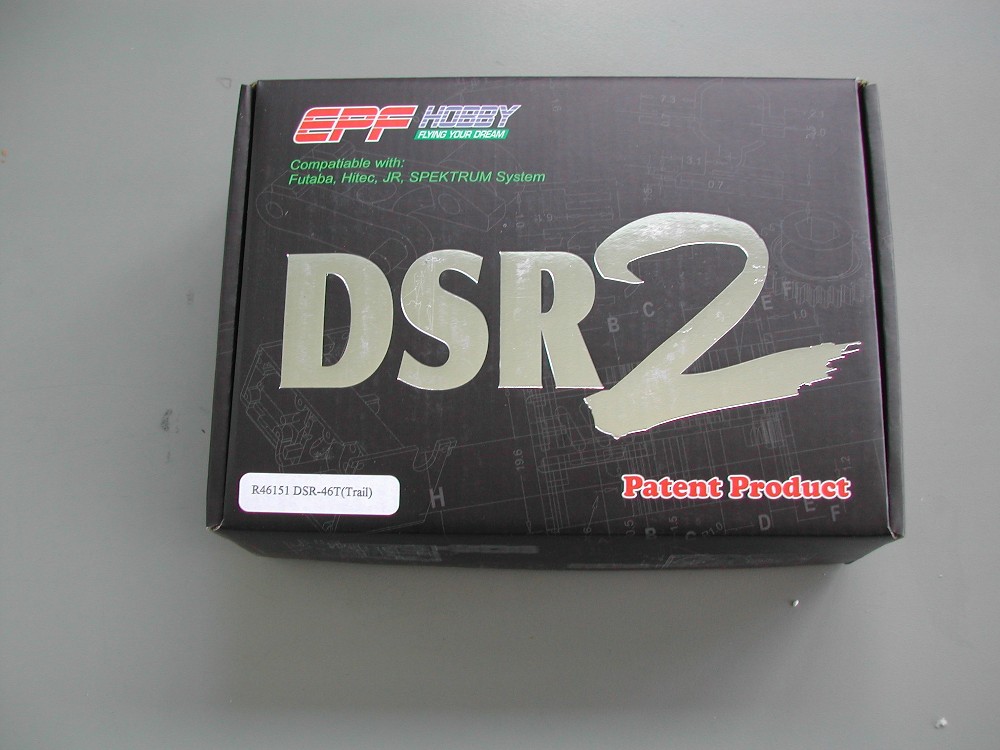 EPF HOBBY
FLYING YOUR DREAM
Compatiable with:
Futaba, Hitec, JR, SPEKTRUM System
DSR2
R46151 DSR-46T(Trail)
Patent Product